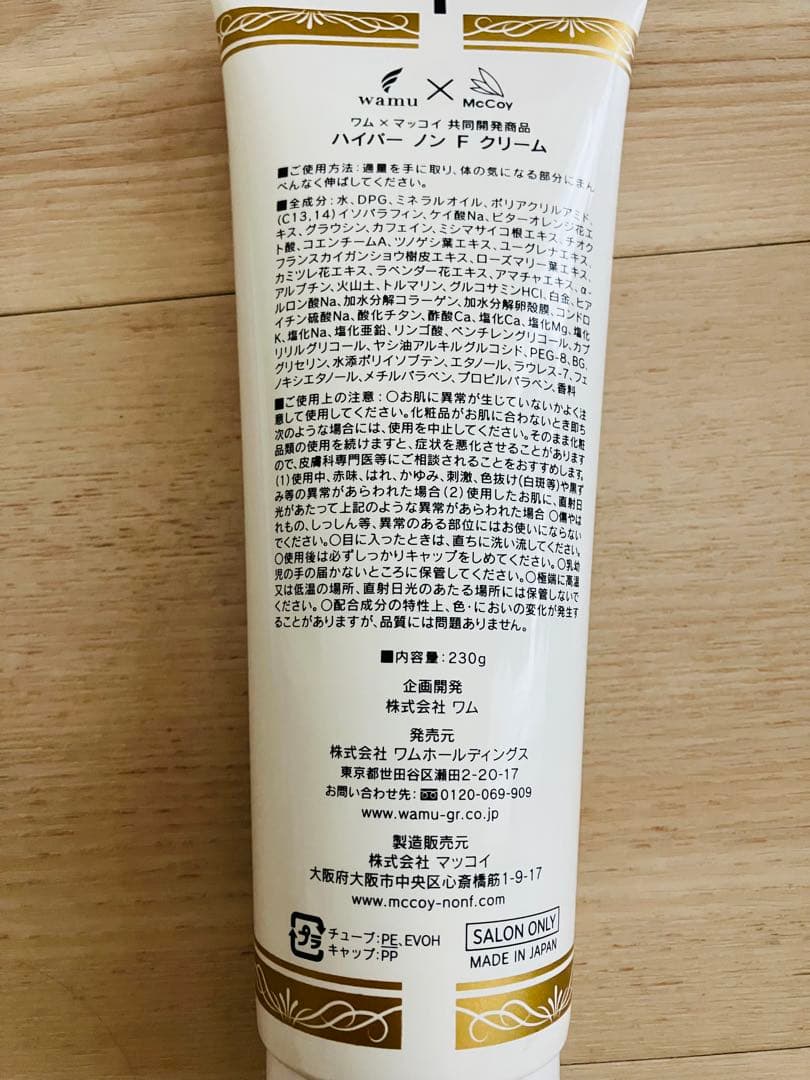 wamu × McCoy
ワム × マッコイ 共同開発商品
ハイパー ノン F クリーム
■ご使用方法：適量を手に取り、体の気になる部分にまん
べんなく伸ばしてください。
■全成分：水、DPG、ミネラルオイル、ポリアクリルアミド、
(C13,14)イソパラフィン、ケイ酸Na、ビターオレンジ花エ
キス、グラウシン、カフェイン、ミシマサイコ根エキス、チオク
ト酸、コエンチームA、ツノゲシ葉エキス、ユーグレナエキス、
フランスカイガンショウ樹皮エキス、ローズマリー葉エキス、
カミツレ花エキス、ラベンダー花エキス、アマチャエキス、α-
アルブチン、火山土、トルマリン、グルコサミンHCl、白金、ヒア
ルロン酸Na、加水分解コラーゲン、加水分解卵殻膜、コンドロ
イチン硫酸Na、酸化チタン、酢酸Ca、塩化Ca、塩化Mg、塩化
K、塩化Na、塩化亜鉛、リンゴ酸、ペンチレングリコール、カプ
リリルグリコール、ヤシ油アルキルグルコシド、PEG-8、BG、
グリセリン、水添ポリイソブテン、エタノール、ラウレス-7、フェ
ノキシエタノール、メチルパラベン、プロピルパラベン、香料
■ご使用上の注意：○お肌に異常が生じていないかよく注
意して使用してください。化粧品がお肌に合わないとき即ち
次のような場合には、使用を中止してください。そのまま化粧
品類の使用を続けますと、症状を悪化させることがあります
ので、皮膚科専門医等にご相談されることをおすすめします。
(1)使用中、赤味、はれ、かゆみ、刺激、色抜け(白斑等)や黒ず
み等の異常があらわれた場合(2)使用したお肌に、直射日
光があたって上記のような異常があらわれた場合 ○傷やは
れもの、しっしん等、異常のある部位にはお使いにならない
でください。○目に入ったときは、直ちに洗い流してください。
○使用後は必ずしっかりキャップをしめてください。○乳幼
児の手の届かないところに保管してください。○極端に高温
又は低温の場所、直射日光のあたる場所には保管しないで
ください。○配合成分の特性上、色・においの変化が発生す
ることがありますが、品質には問題ありません。
■内容量：230g
企画開発
株式会社 ワム
発売元
株式会社 ワムホールディングス
東京都世田谷区瀬田2-20-17
お問い合わせ先：0120-069-909
www.wamu-gr.co.jp
製造販売元
株式会社 マッコイ
大阪府大阪市中央区心斎橋筋1-9-17
www.mccoy-nonf.com
プラ チューブ：PE、EVOH
キャップ：PP
SALON ONLY
MADE IN JAPAN